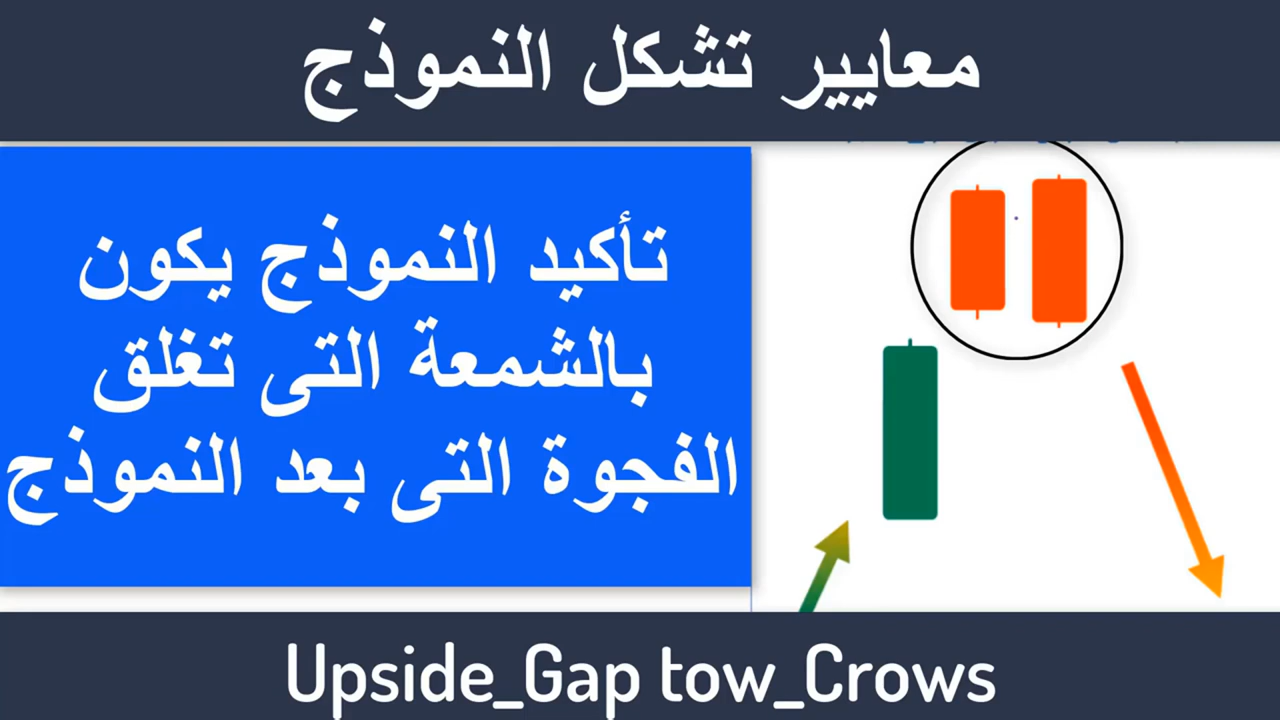 معايير تشكل النموذج
تأكيد النموذج يكون
بالشمعة التى تغلق
الفجوة التى بعد النموذج
Upside_Gap tow_Crows